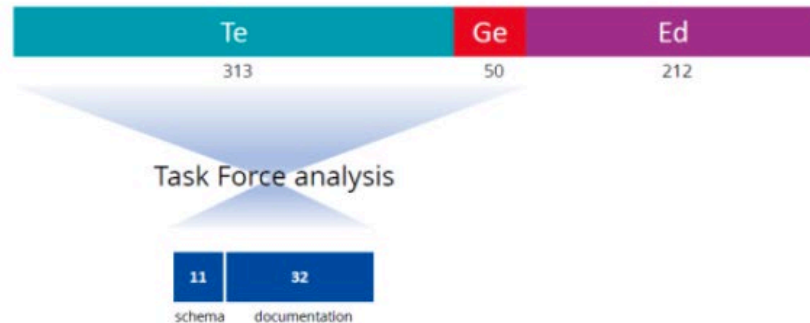 Te Ge Ed
313 50 212
Task Force analysis
11 32
schema documentation